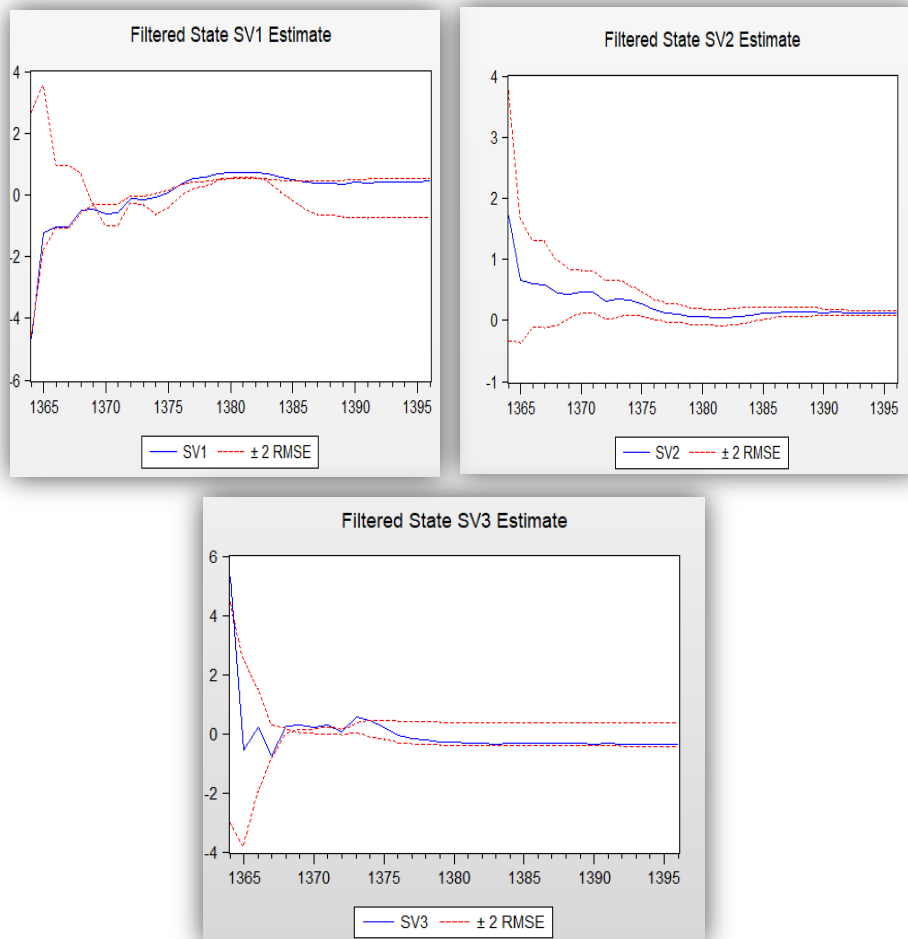 Filtered State SV1 Estimate
4
2
0
-2
-4
-6
1365 1370 1375 1380 1385 1390 1395
SV1 ± 2 RMSE
Filtered State SV2 Estimate
4
3
2
1
0
-1
1365 1370 1375 1380 1385 1390 1395
SV2 ± 2 RMSE
Filtered State SV3 Estimate
6
4
2
0
-2
-4
1365 1370 1375 1380 1385 1390 1395
SV3 ± 2 RMSE